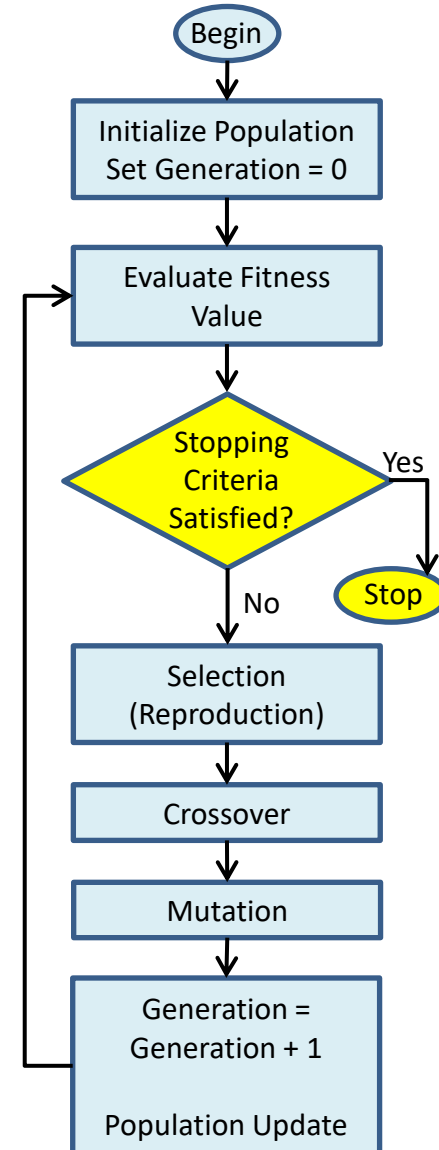 Begin
Initialize Population
Set Generation = 0
Evaluate Fitness
Value
Stopping
Criteria
Satisfied?
Yes
Stop
No
Selection
(Reproduction)
Crossover
Mutation
Generation =
Generation + 1
Population Update